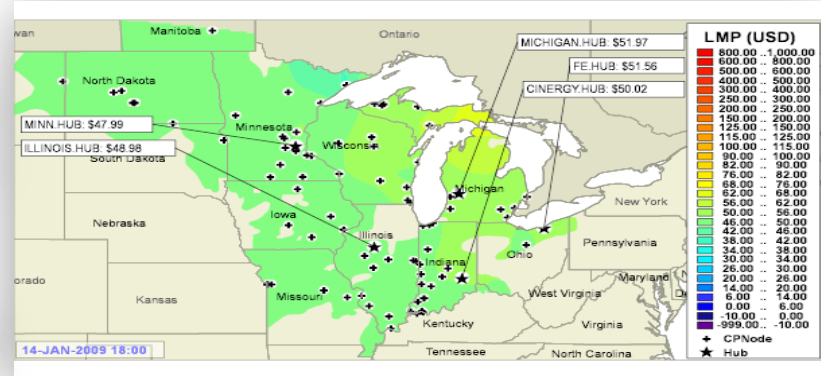 wan
Manitoba
Ontario
MICHIGAN.HUB: $51.97
FE.HUB: $51.56
CINERGY.HUB: $50.02
North Dakota
MINN.HUB: $47.99
Minnesota
ILLINOIS.HUB: $48.98
Wisconsin
South Dakota
Michigan
New York
Nebraska
Iowa
Illinois
Indiana
Ohio
Pennsylvania
orado
Kansas
Missouri
West Virginia
Maryland
N
De
Kentucky
Virginia
Tennessee
North Carolina
14-JAN-2009 18:00
LMP (USD)
800.00 .. 1,000.00
600.00 .. 800.00
500.00 .. 600.00
400.00 .. 500.00
300.00 .. 400.00
250.00 .. 300.00
200.00 .. 250.00
150.00 .. 200.00
125.00 .. 150.00
115.00 .. 125.00
100.00 .. 115.00
90.00 .. 100.00
82.00 .. 90.00
76.00 .. 82.00
68.00 .. 76.00
62.00 .. 68.00
56.00 .. 62.00
50.00 .. 56.00
46.00 .. 50.00
42.00 .. 46.00
38.00 .. 42.00
34.00 .. 38.00
30.00 .. 34.00
26.00 .. 30.00
20.00 .. 26.00
14.00 .. 20.00
6.00 .. 14.00
0.00 .. 6.00
-10.00 .. 0.00
-999.00 .. -10.00
CPNode
Hub